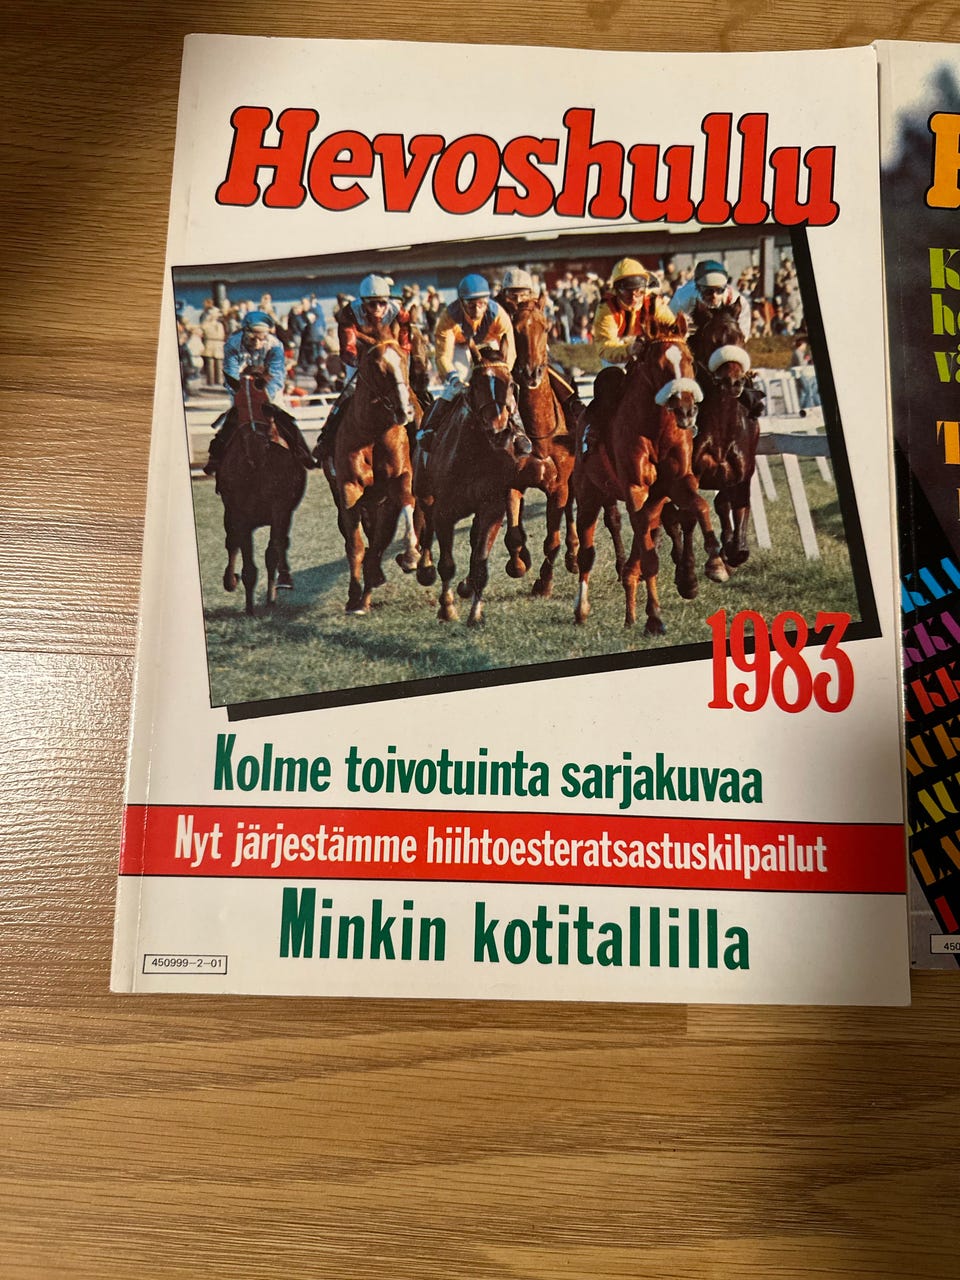 Hevoshullu
1983
Kolme toivotuinta sarjakuvaa
Nyt järjestämme hiihtoesteratsastuskilpailut
Minkin kotitallilla
450999-2-01